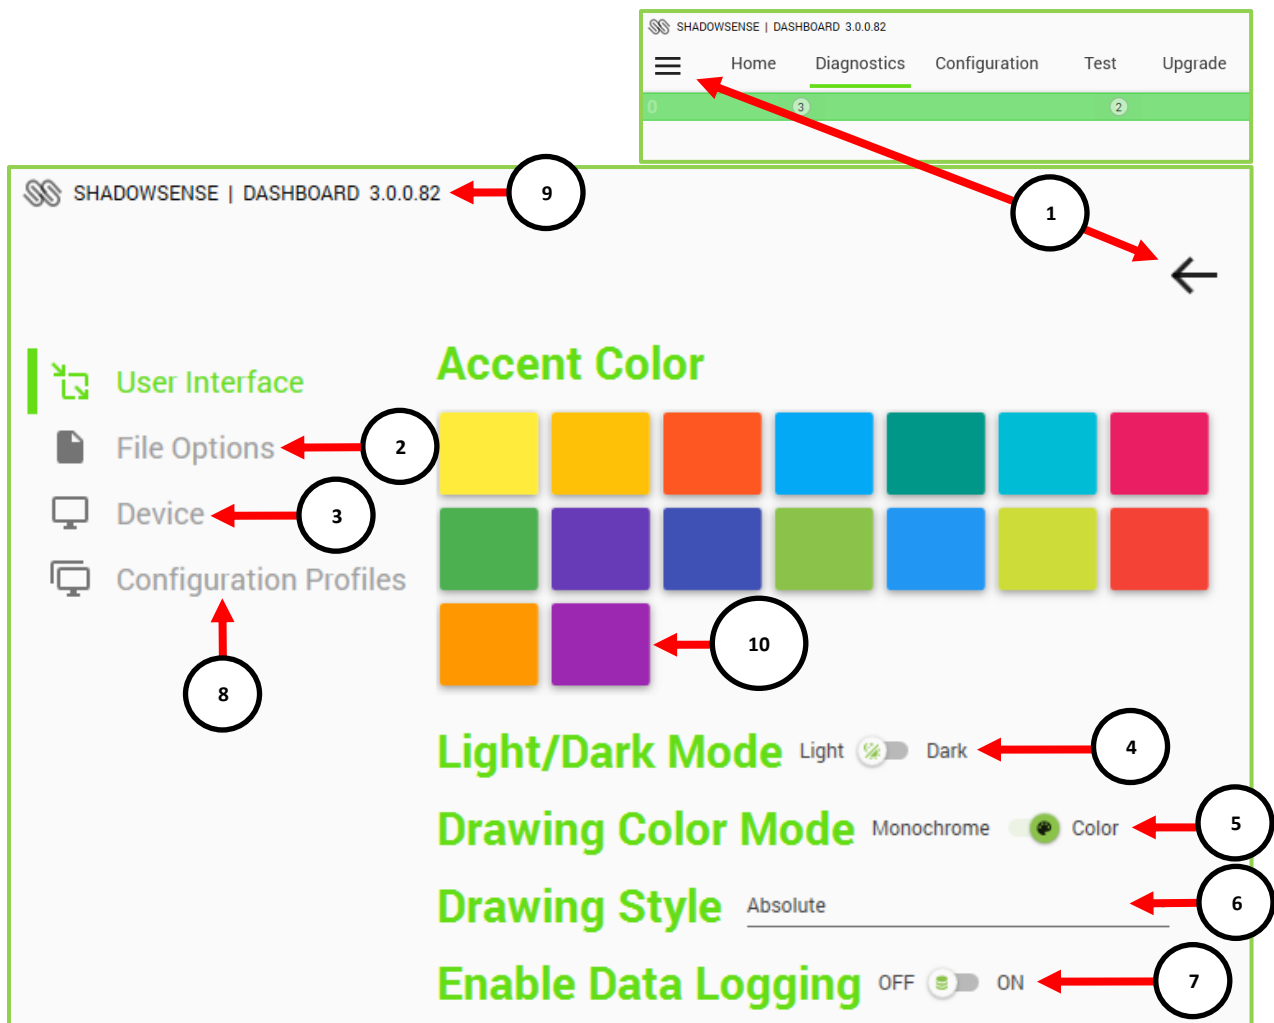 SHADOWSENSE | DASHBOARD 3.0.0.82
Home Diagnostics Configuration Test Upgrade
0 3 2
SHADOWSENSE | DASHBOARD 3.0.0.82
9
1
Accent Color
User Interface
File Options
2
Device
3
Configuration Profiles
8
10
Light/Dark Mode Light Dark
4
Drawing Color Mode Monochrome Color
5
Drawing Style Absolute
6
Enable Data Logging OFF ON
7